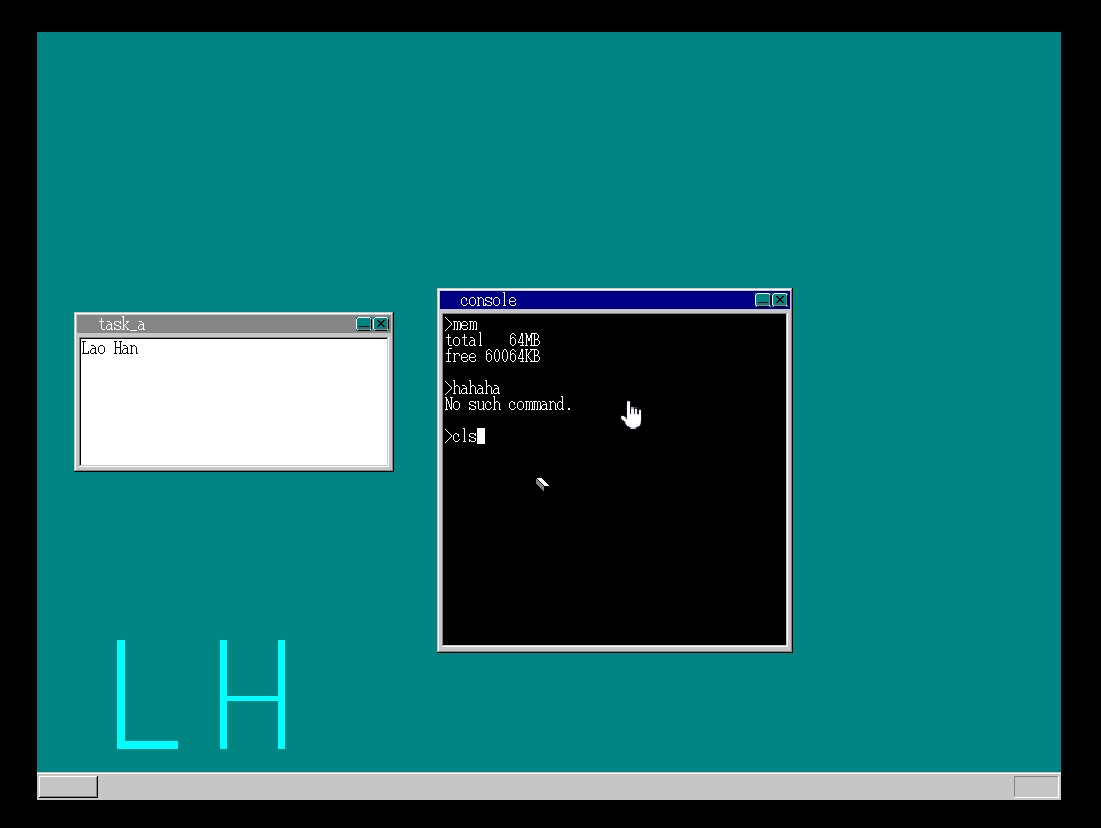 task_a
Lao Han
console
>mem
total   64MB
free 60064KB
>hahaha
No such command.
>cls
LH